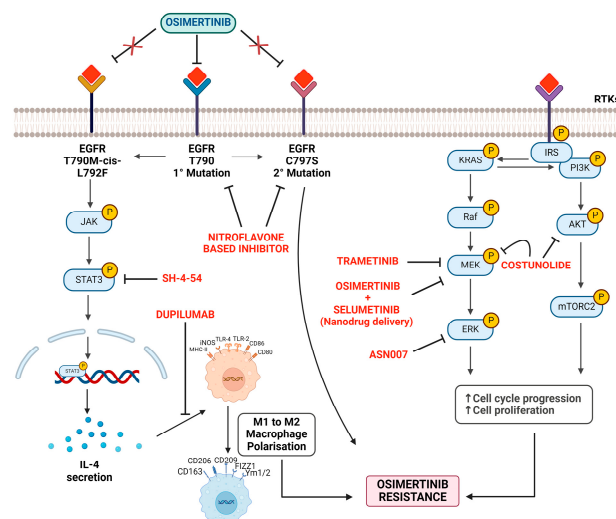 OSIMERTINIB
RTKs
EGFR
T790M-cis-
L792F
EGFR
T790
1° Mutation
EGFR
C797S
2° Mutation
P
IRS
P
KRAS
P
PI3K
P
JAK
P
Raf
P
AKT
NITROFLAVONE
BASED INHIBITOR
P
STAT3
SH-4-54
TRAMETINIB
P
MEK
COSTUNOLIDE
OSIMERTINIB
+
SELUMETINIB
(Nanodrug delivery)
P
mTORC2
DUPILUMAB
P
ERK
ASN007
iNOS
TLR-4
TLR-2
CD86
MHC-II
CD80
P
STAT3
↑Cell cycle progression
↑Cell proliferation
M1 to M2
Macrophage
Polarisation
IL-4
secretion
CD206
CD209
FIZZ1
CD163
Ym1/2
OSIMERTINIB
RESISTANCE